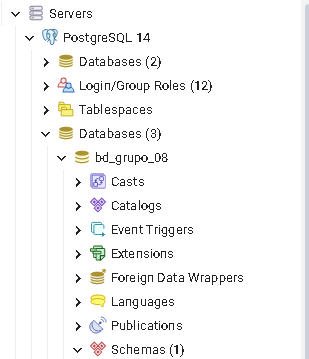 Servers
PostgreSQL 14
Databases (2)
Login/Group Roles (12)
Tablespaces
Databases (3)
bd_grupo_08
Casts
Catalogs
Event Triggers
Extensions
Foreign Data Wrappers
Languages
Publications
Schemas (1)